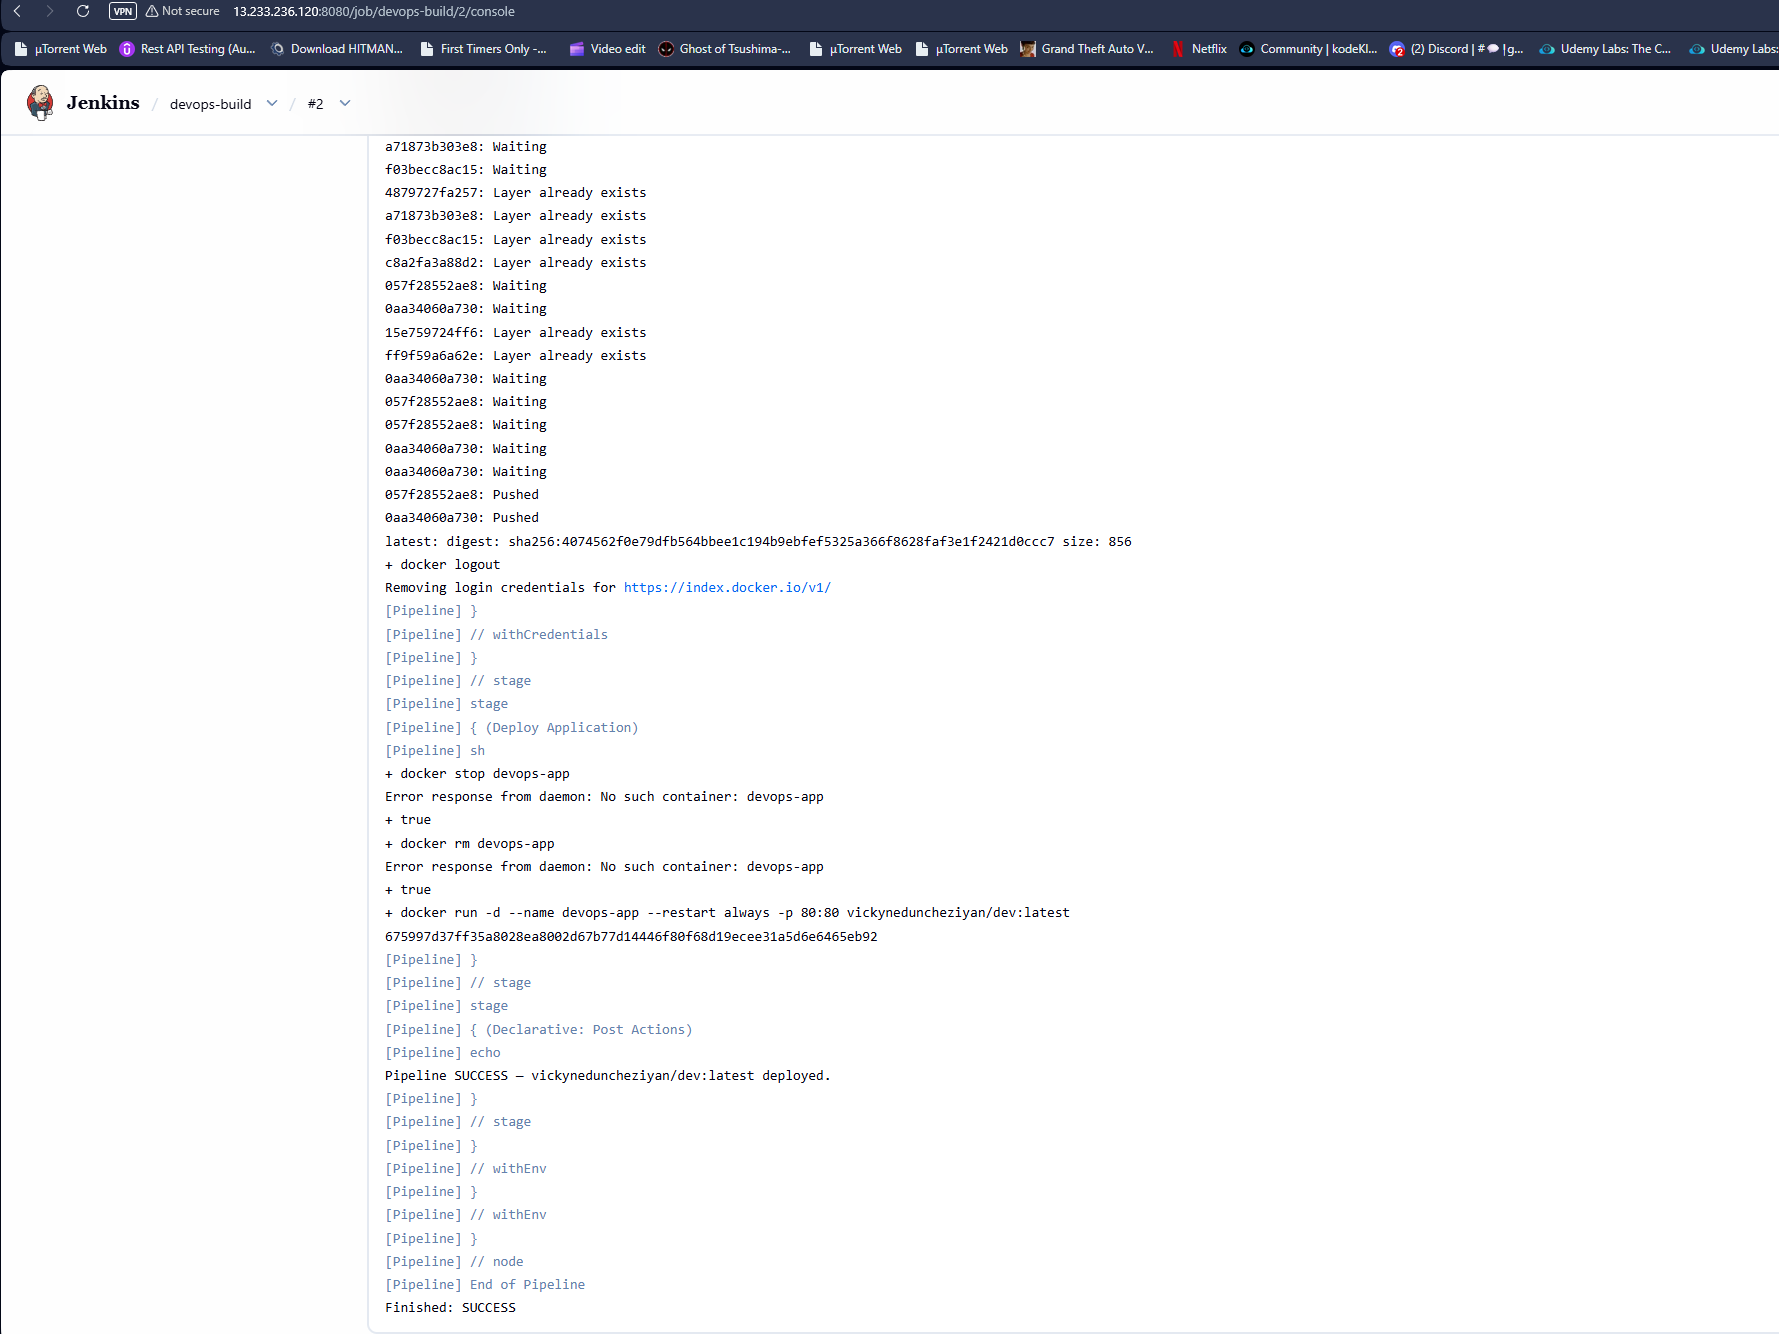 VPN Not secure 13.233.236.120:8080/job/devops-build/2/console
µTorrent Web Rest API Testing (Au... Download HITMAN... First Timers Only -... Video edit Ghost of Tsushima-... µTorrent Web µTorrent Web Grand Theft Auto V... Netflix Community | kodeKl... (2) Discord | # Udemy Labs: The C... Udemy Labs:
Jenkins / devops-build / #2
a71873b303e8: Waiting
f03becc8ac15: Waiting
4879727fa257: Layer already exists
a71873b303e8: Layer already exists
f03becc8ac15: Layer already exists
c8a2fa3a88d2: Layer already exists
057f28552ae8: Waiting
0aa34060a730: Waiting
15e759724ff6: Layer already exists
ff9f59a6a62e: Layer already exists
0aa34060a730: Waiting
057f28552ae8: Waiting
057f28552ae8: Waiting
0aa34060a730: Waiting
0aa34060a730: Waiting
057f28552ae8: Pushed
0aa34060a730: Pushed
latest: digest: sha256:4074562f0e79dfb564bbee1c194b9ebfef5325a366f8628faf3e1f2421d0ccc7 size: 856
+ docker logout
Removing login credentials for https://index.docker.io/v1/
[Pipeline] }
[Pipeline] // withCredentials
[Pipeline] }
[Pipeline] // stage
[Pipeline] stage
[Pipeline] { (Deploy Application)
[Pipeline] sh
+ docker stop devops-app
Error response from daemon: No such container: devops-app
+ true
+ docker rm devops-app
Error response from daemon: No such container: devops-app
+ true
+ docker run -d --name devops-app --restart always -p 80:80 vickyneduncheziyan/dev:latest
675997d37ff35a8028ea8002d67b77d14446f80f68d19ecee31a5d6e6465eb92
[Pipeline] }
[Pipeline] // stage
[Pipeline] stage
[Pipeline] { (Declarative: Post Actions)
[Pipeline] echo
Pipeline SUCCESS — vickyneduncheziyan/dev:latest deployed.
[Pipeline] }
[Pipeline] // stage
[Pipeline] }
[Pipeline] // withEnv
[Pipeline] }
[Pipeline] // withEnv
[Pipeline] }
[Pipeline] // node
[Pipeline] End of Pipeline
Finished: SUCCESS